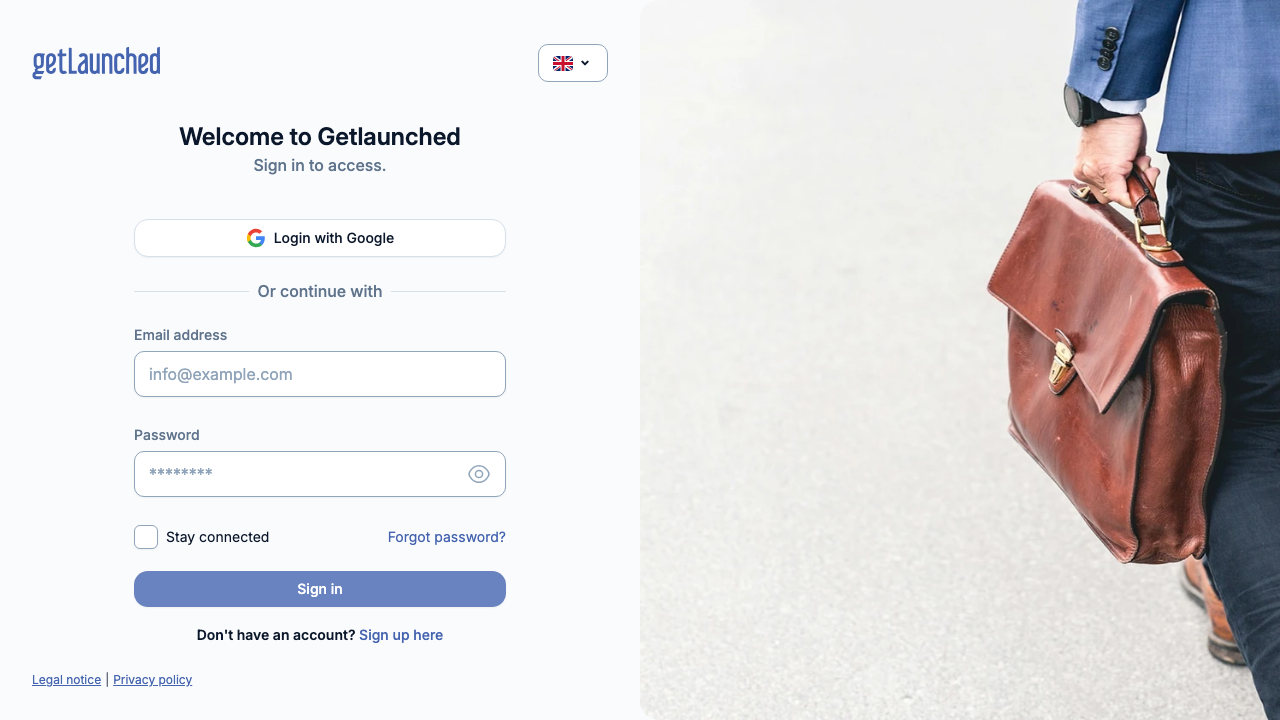 getLaunched
Welcome to Getlaunched
Sign in to access.
Login with Google
Or continue with
Email address
info@example.com
Password
********
Stay connected
Forgot password?
Sign in
Don't have an account? Sign up here
Legal notice | Privacy policy